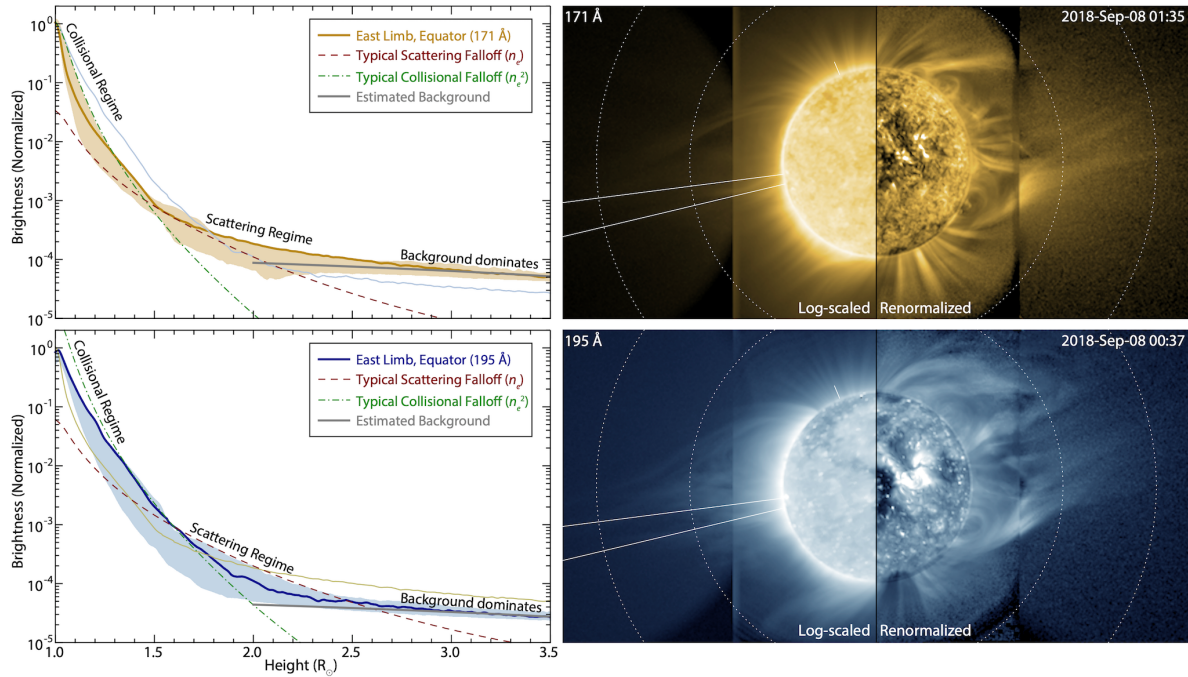 10⁰
10⁻¹
10⁻²
10⁻³
10⁻⁴
10⁻⁵
Brightness (Normalized)
Collisional Regime
Scattering Regime
Background dominates
East Limb, Equator (171 Å)
Typical Scattering Falloff (nₑ)
Typical Collisional Falloff (nₑ²)
Estimated Background
171 Å
2018-Sep-08 01:35
Log-scaled
Renormalized
10⁰
10⁻¹
10⁻²
10⁻³
10⁻⁴
10⁻⁵
Brightness (Normalized)
Collisional Regime
Scattering Regime
Background dominates
East Limb, Equator (195 Å)
Typical Scattering Falloff (nₑ)
Typical Collisional Falloff (nₑ²)
Estimated Background
1.0 1.5 2.0 2.5 3.0 3.5
Height (R☉)
195 Å
2018-Sep-08 00:37
Log-scaled
Renormalized